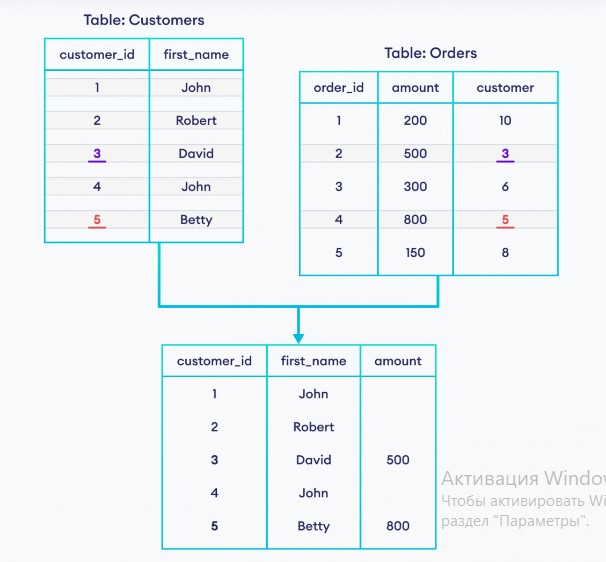 Table: Customers
customer_id first_name
1 John
2 Robert
3 David
4 John
5 Betty
Table: Orders
order_id amount customer
1 200 10
2 500 3
3 300 6
4 800 5
5 150 8
customer_id first_name amount
1 John
2 Robert
3 David 500
4 John
5 Betty 800
Активация Windo
Чтобы активировать Wi
раздел "Параметры".